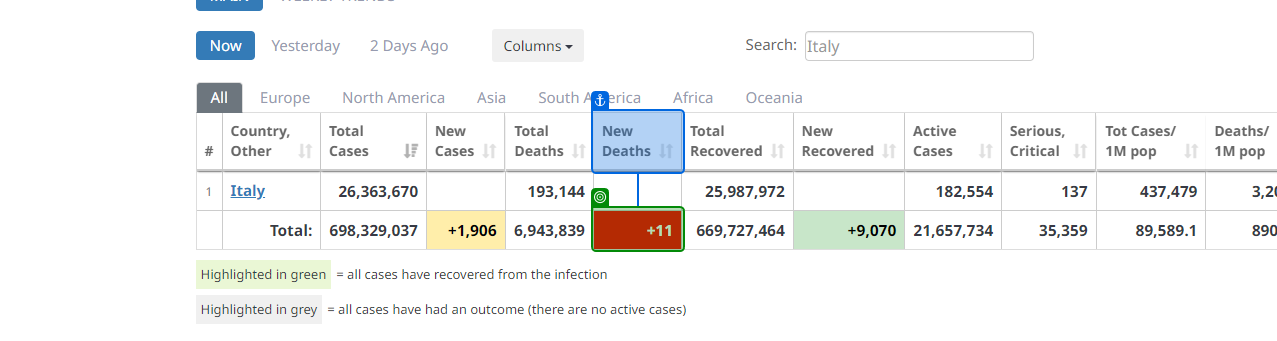 Now Yesterday 2 Days Ago Columns Search: Italy
All Europe North America Asia South America Africa Oceania
# Country, Other Total Cases New Cases Total Deaths New Deaths Total Recovered New Recovered Active Cases Serious, Critical Tot Cases/ 1M pop Deaths/ 1M pop
1 Italy 26,363,670 193,144 25,987,972 182,554 137 437,479
Total: 698,329,037 +1,906 6,943,839 +11 669,727,464 +9,070 21,657,734 35,359 89,589.1
Highlighted in green = all cases have recovered from the infection
Highlighted in grey = all cases have had an outcome (there are no active cases)